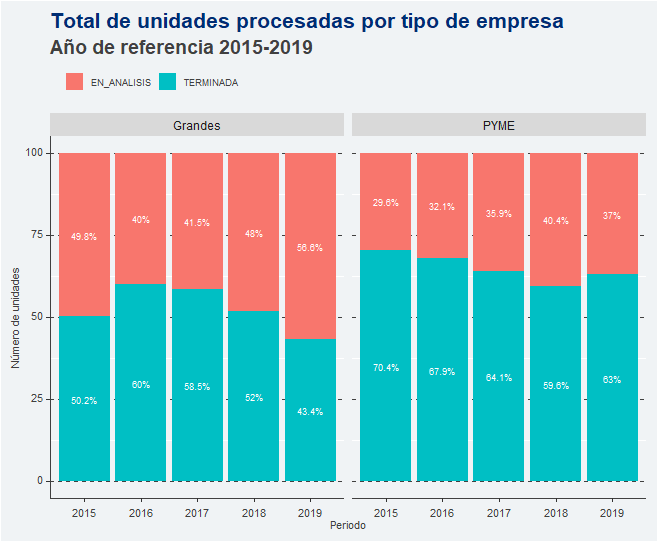 Total de unidades procesadas por tipo de empresa
Año de referencia 2015-2019
EN_ANALISIS TERMINADA
Grandes PYME
100
75
50
25
0
Número de unidades
49.8% 40% 41.5% 48% 56.6%
29.6% 32.1% 35.9% 40.4% 37%
50.2% 60% 58.5% 52% 43.4%
70.4% 67.9% 64.1% 59.6% 63%
2015 2016 2017 2018 2019 2015 2016 2017 2018 2019
Periodo